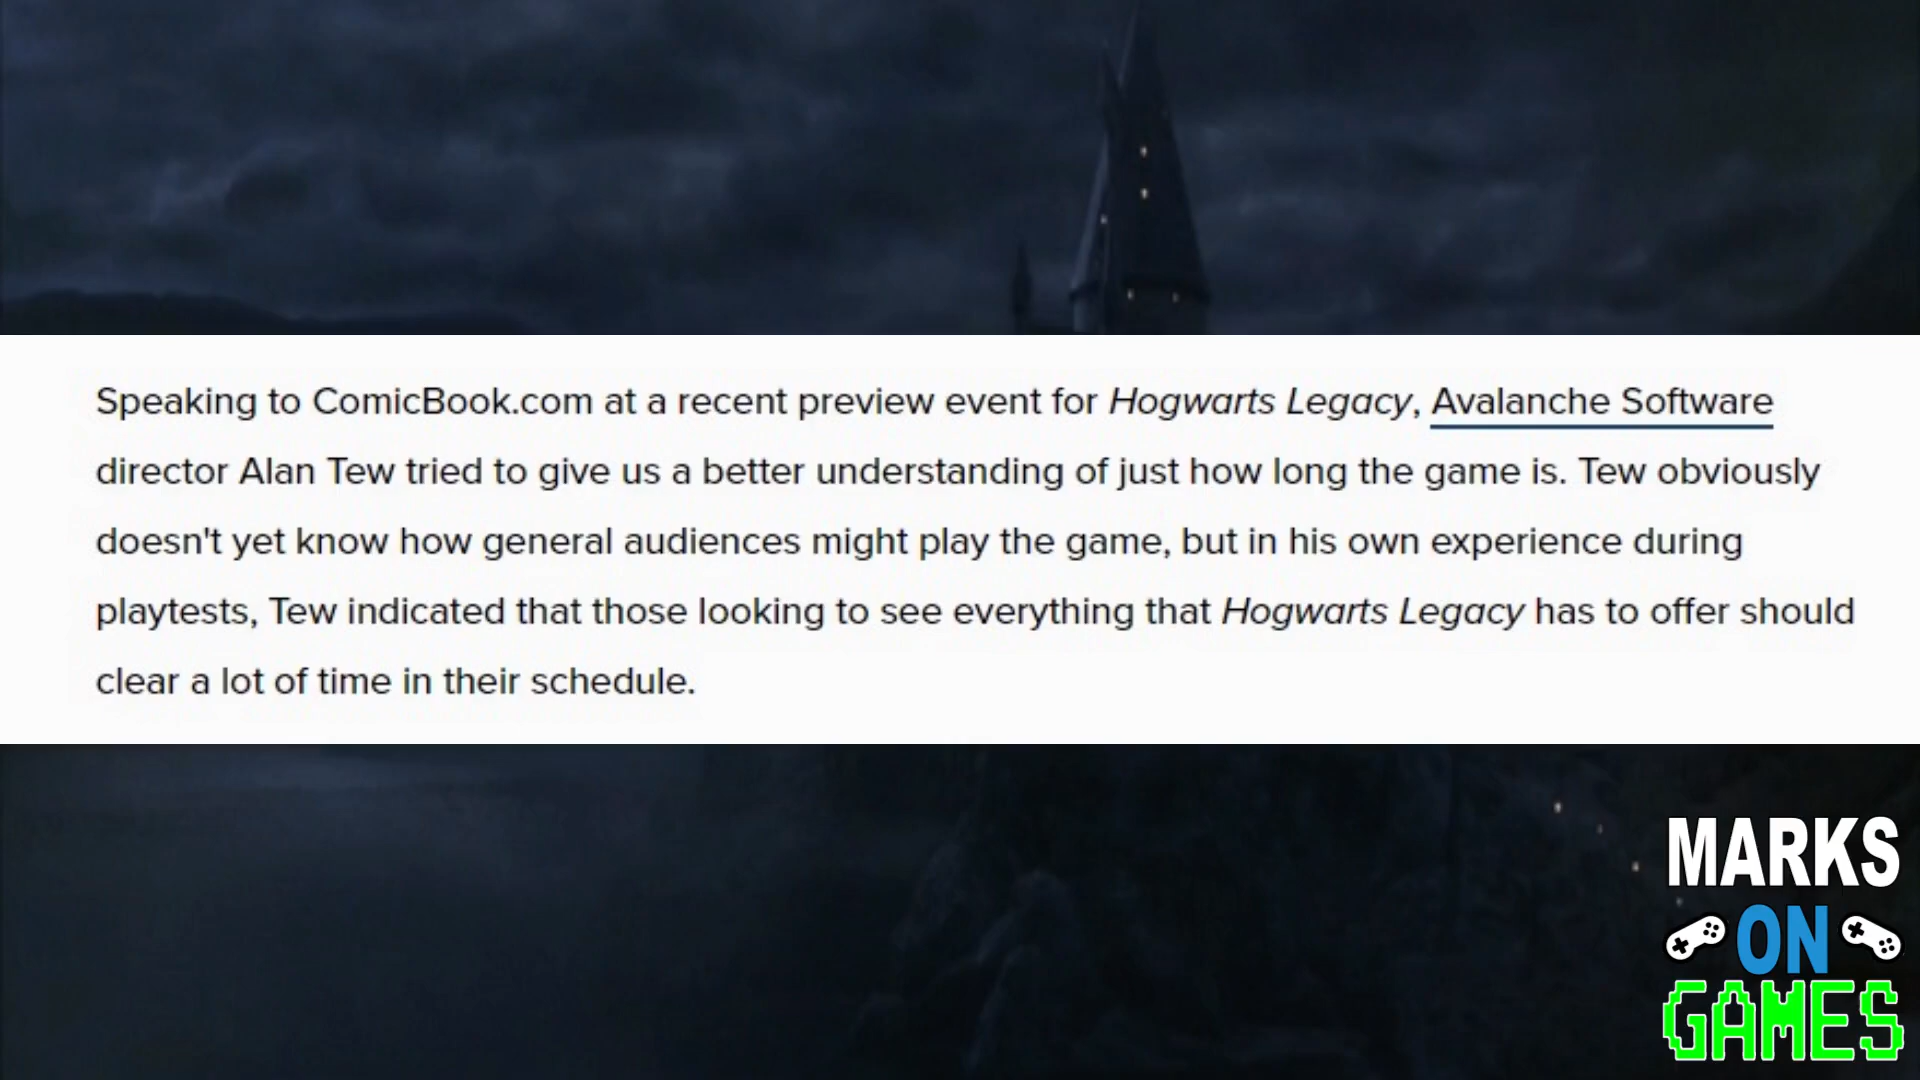 Speaking to ComicBook.com at a recent preview event for Hogwarts Legacy, Avalanche Software
director Alan Tew tried to give us a better understanding of just how long the game is. Tew obviously
doesn't yet know how general audiences might play the game, but in his own experience during
playtests, Tew indicated that those looking to see everything that Hogwarts Legacy has to offer should
clear a lot of time in their schedule.
MARKS
ON
GAMES